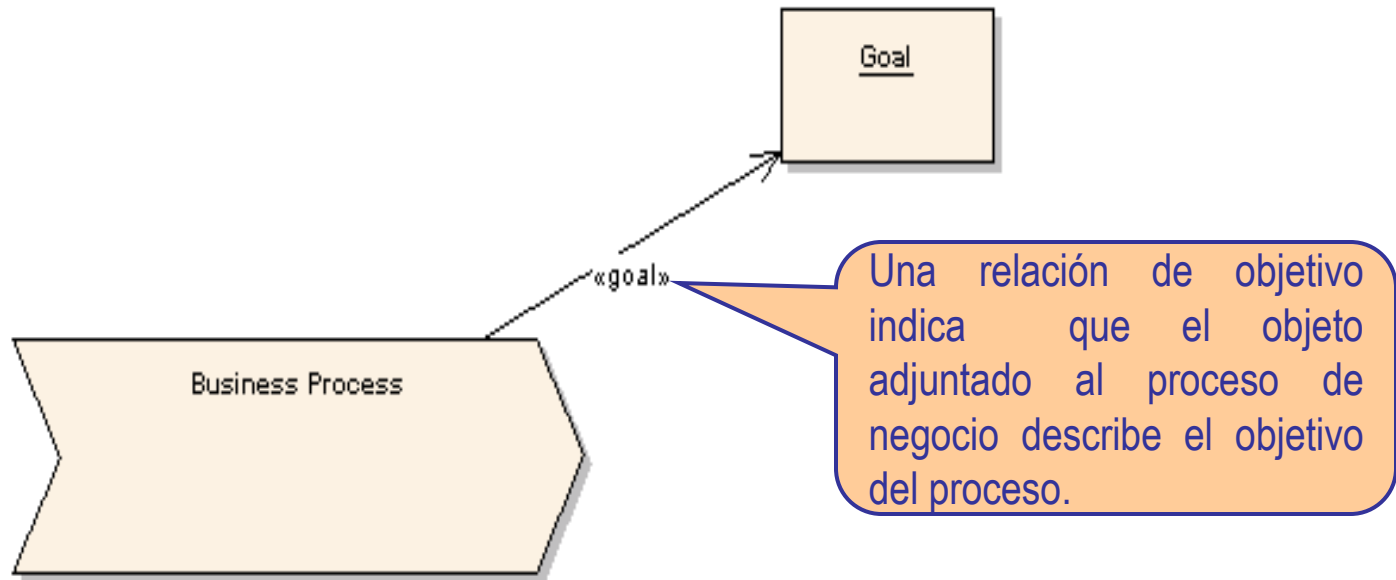 Goal
«goal»
Business Process
Una relación de objetivo
indica que el objeto
adjuntado al proceso de
negocio describe el objetivo
del proceso.